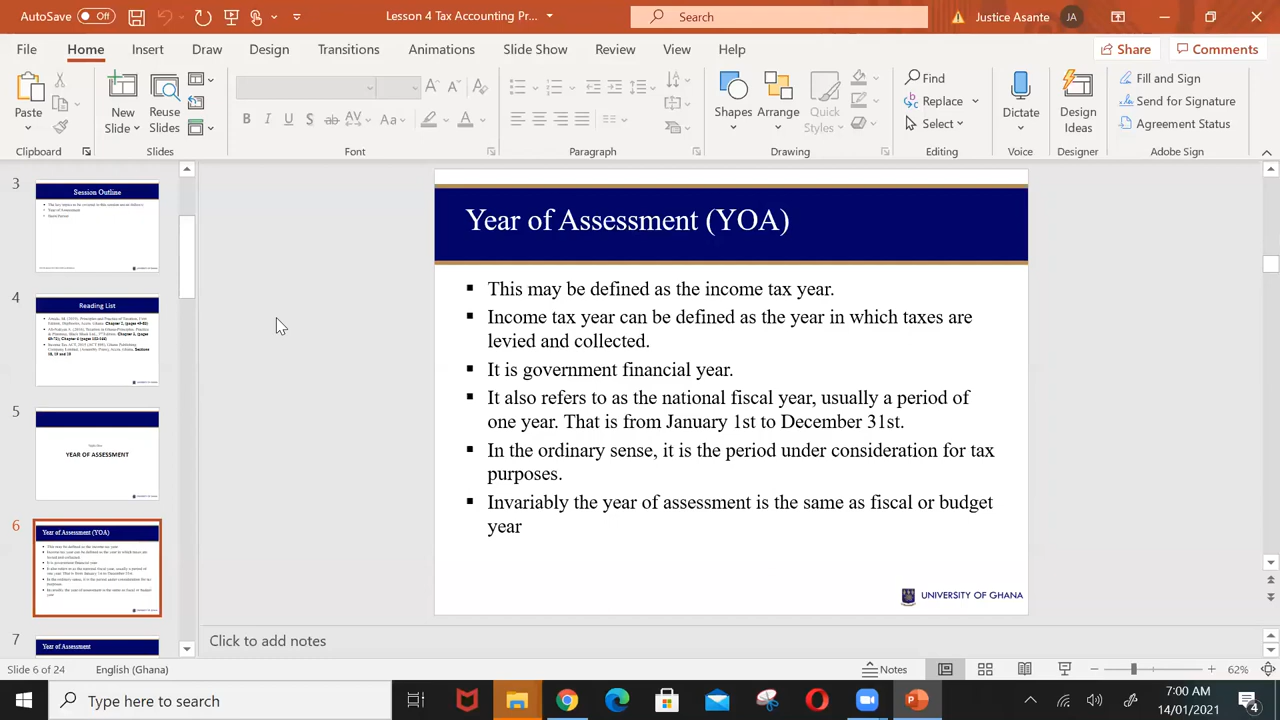 AutoSave Off
Lesson 4 Tax Accounting Pr...
Search
Justice Asante JA
File Home Insert Draw Design Transitions Animations Slide Show Review View Help Share Comments
Paste
New Slide
Reuse Slides
Shapes Arrange Quick Styles
Find
Replace
Select
Dictate
Design Ideas
Fill and Sign
Send for Signature
Agreement Status
Clipboard Slides Font Paragraph Drawing Editing Voice Designer Adobe Sign
3
Session Outline
4
Reading List
5
YEAR OF ASSESSMENT
6
Year of Assessment (YOA)
7
Year of Assessment
Year of Assessment (YOA)
This may be defined as the income tax year.
Income tax year can be defined as the year in which taxes are
levied and collected.
It is government financial year.
It also refers to as the national fiscal year, usually a period of
one year. That is from January 1st to December 31st.
In the ordinary sense, it is the period under consideration for tax
purposes.
Invariably the year of assessment is the same as fiscal or budget
year
UNIVERSITY OF GHANA
Click to add notes
Slide 6 of 24 English (Ghana) Notes 62%
Type here to search
7:00 AM
14/01/2021
4